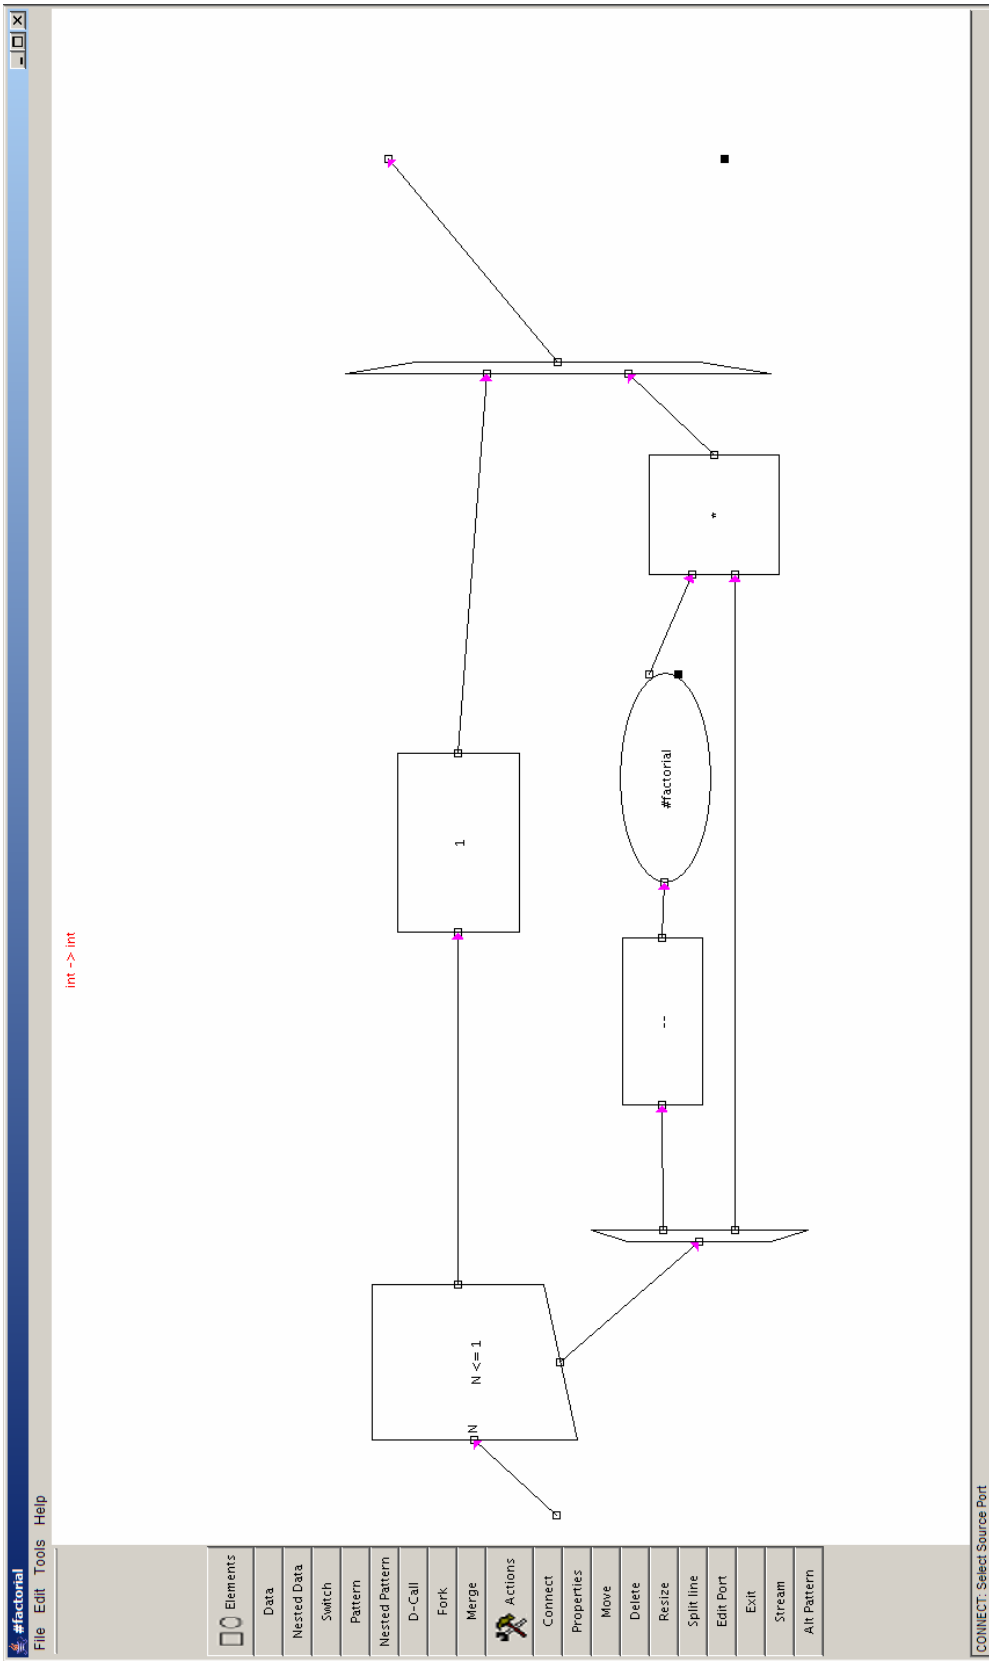 #factorial
File Edit Tools Help
Elements
Data
Nested Data
Switch
Pattern
Nested Pattern
D-Call
Fork
Merge
Actions
Connect
Properties
Move
Delete
Resize
Split line
Edit Port
Exit
Stream
Alt Pattern
int -> int
N
N <= 1
1
--
#factorial
*
CONNECT: Select Source Port